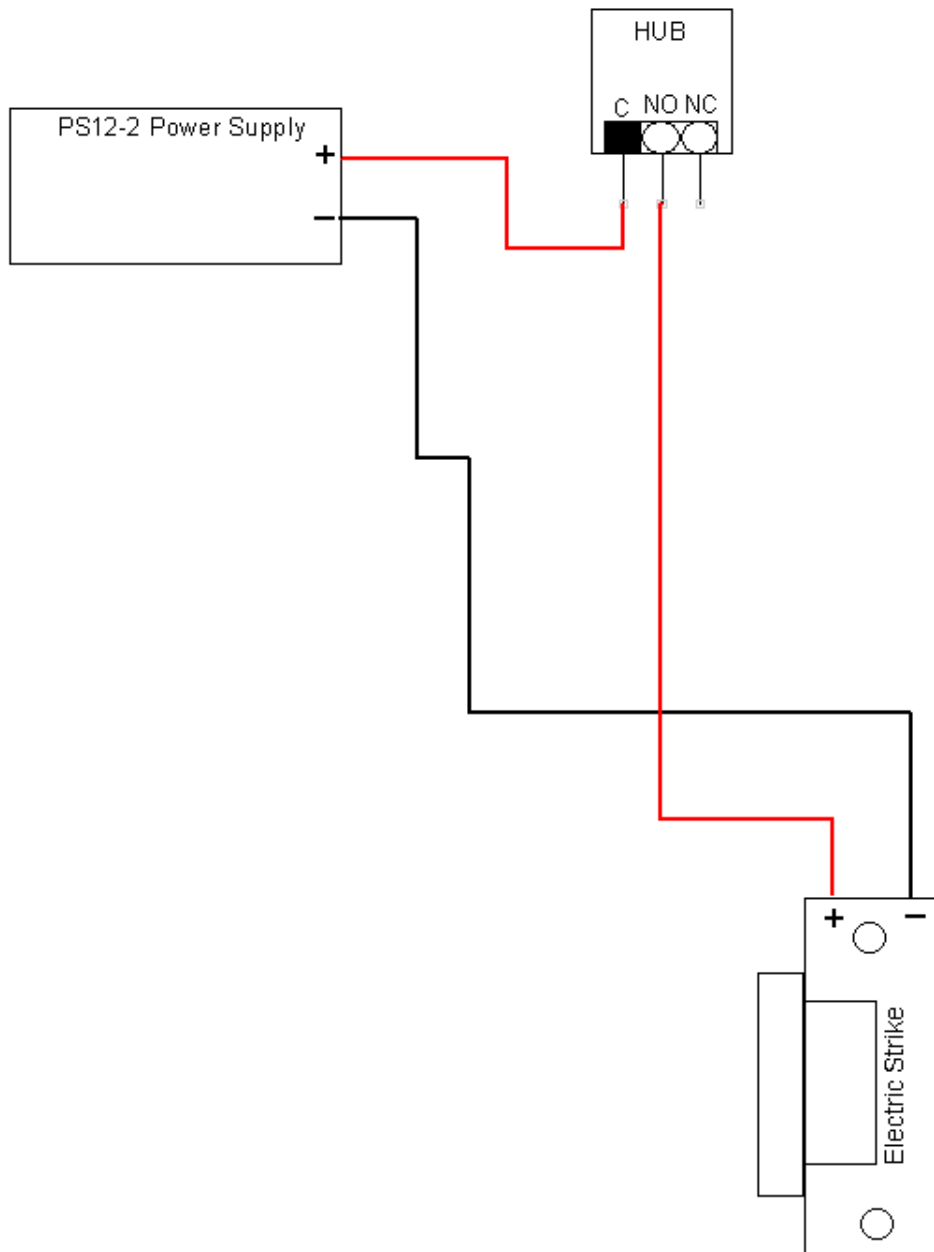 HUB
C NO NC
PS12-2 Power Supply
+
−
+ −
Electric Strike